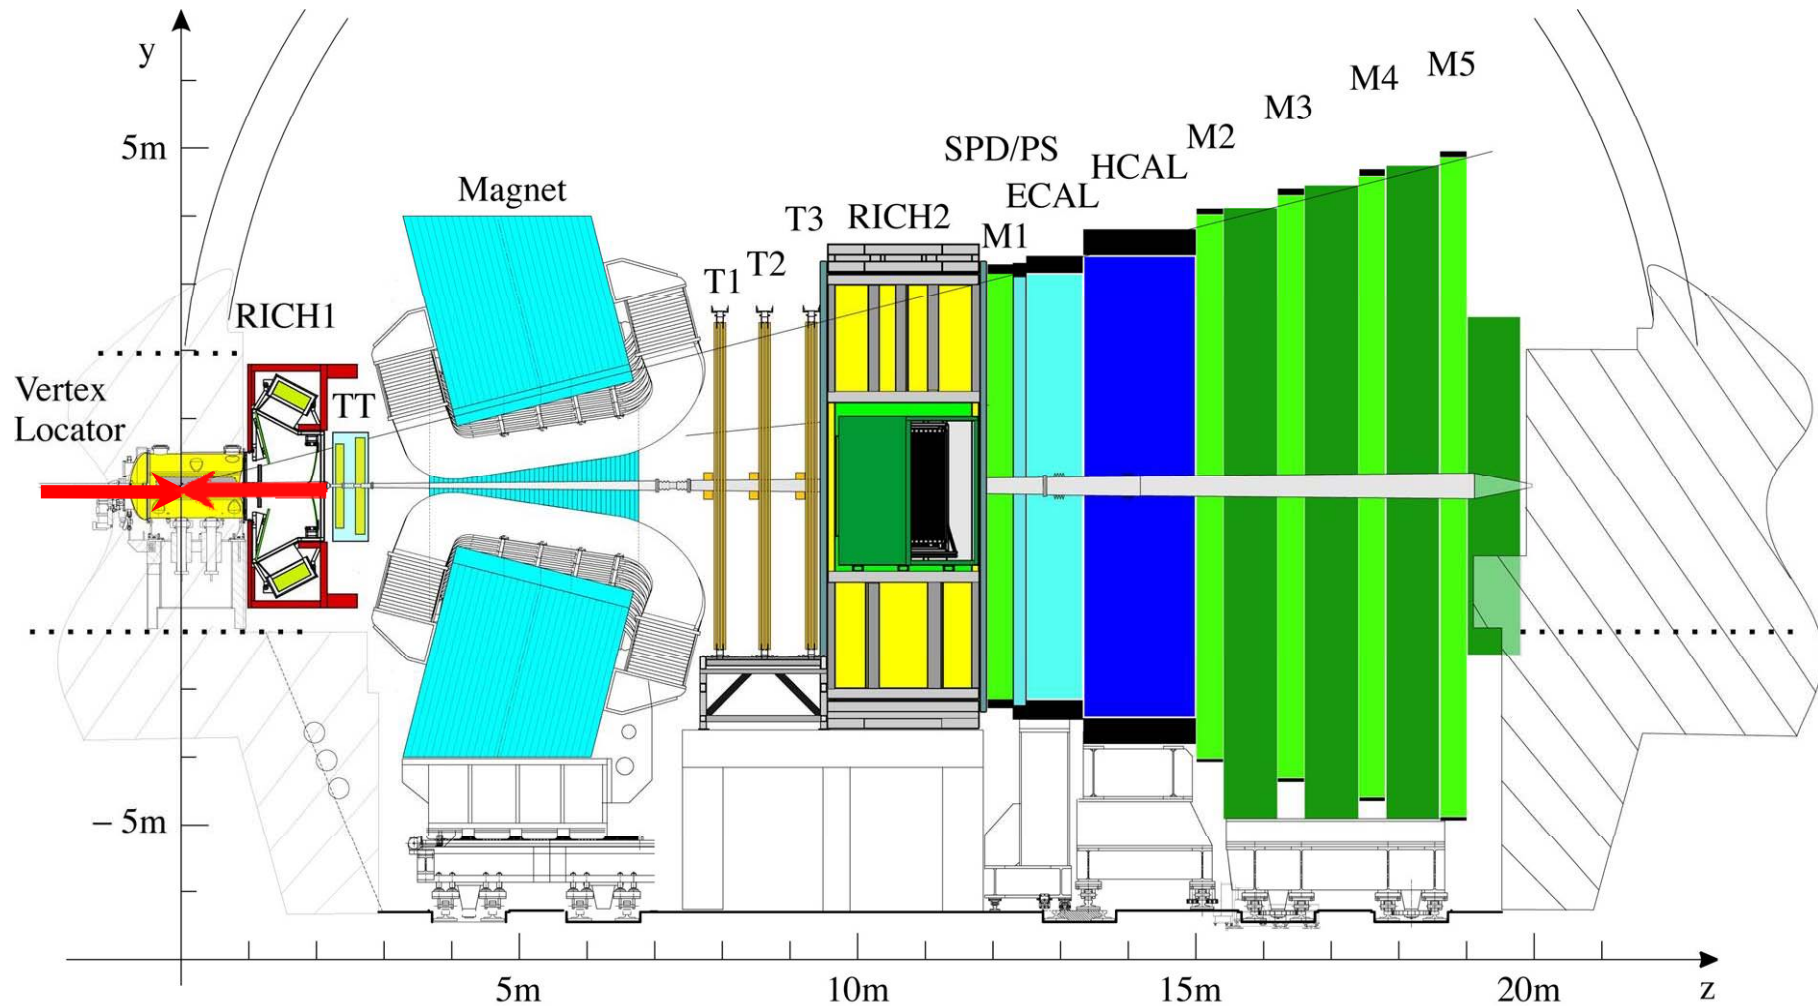 y
5m
M5
M4
M3
M2
SPD/PS
HCAL
ECAL
Magnet
T3
RICH2
M1
T2
T1
RICH1
Vertex
Locator
TT
− 5m
5m
10m
15m
20m
z